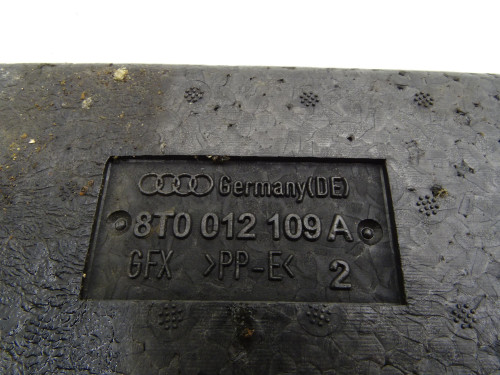 Germany(DE)
8T0 012 109 A
GFX >PP-E< 2